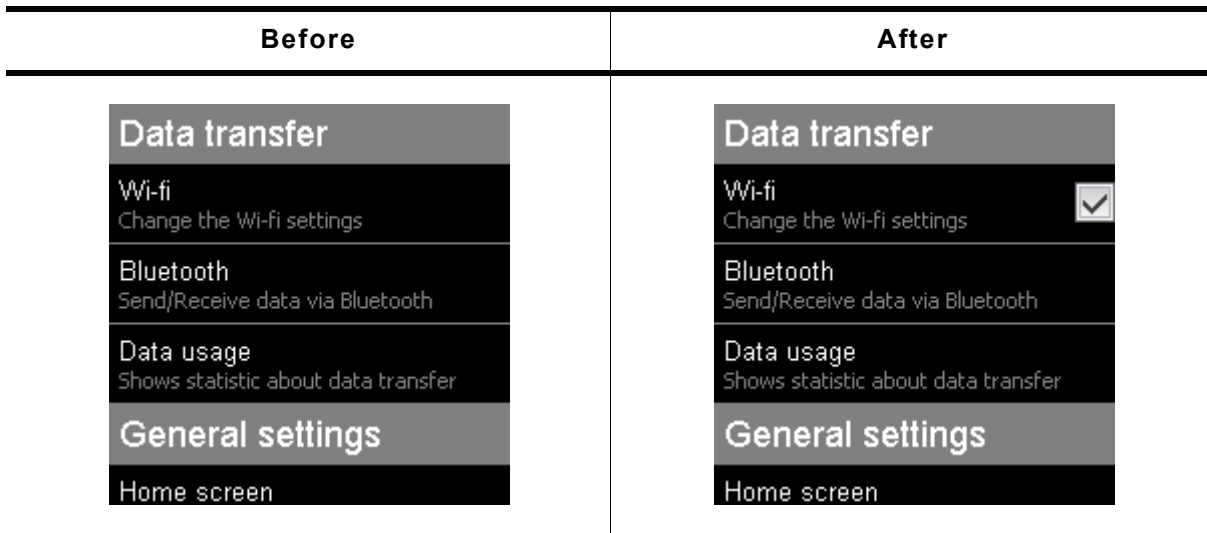 Before
After
Data transfer
Wi-fi
Change the Wi-fi settings
Bluetooth
Send/Receive data via Bluetooth
Data usage
Shows statistic about data transfer
General settings
Home screen
Data transfer
Wi-fi
Change the Wi-fi settings
Bluetooth
Send/Receive data via Bluetooth
Data usage
Shows statistic about data transfer
General settings
Home screen